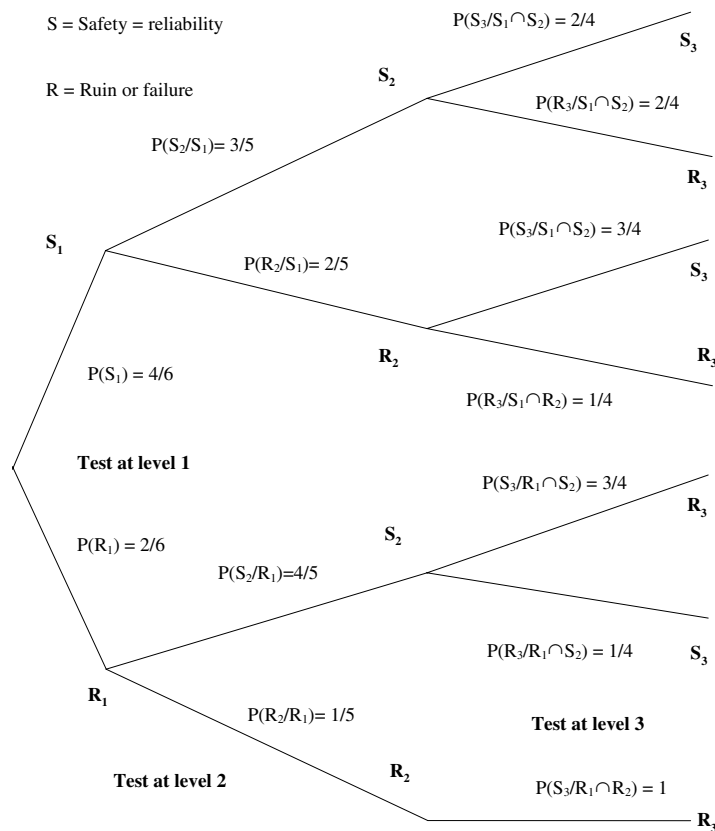 P(S₃/S₁∩S₂) = 2/4
S = Safety = reliability
S₃
S₂
R = Ruin or failure
P(R₃/S₁∩S₂) = 2/4
P(S₂/S₁)= 3/5
R₃
P(S₃/S₁∩S₂) = 3/4
S₁
P(R₂/S₁)= 2/5
S₃
R₂
R₃
P(S₁) = 4/6
P(R₃/S₁∩R₂) = 1/4
Test at level 1
P(S₃/R₁∩S₂) = 3/4
R₃
S₂
P(R₁) = 2/6
P(S₂/R₁)=4/5
P(R₃/R₁∩S₂) = 1/4
S₃
R₁
P(R₂/R₁)= 1/5
Test at level 3
R₂
Test at level 2
P(S₃/R₁∩R₂) = 1
R₃